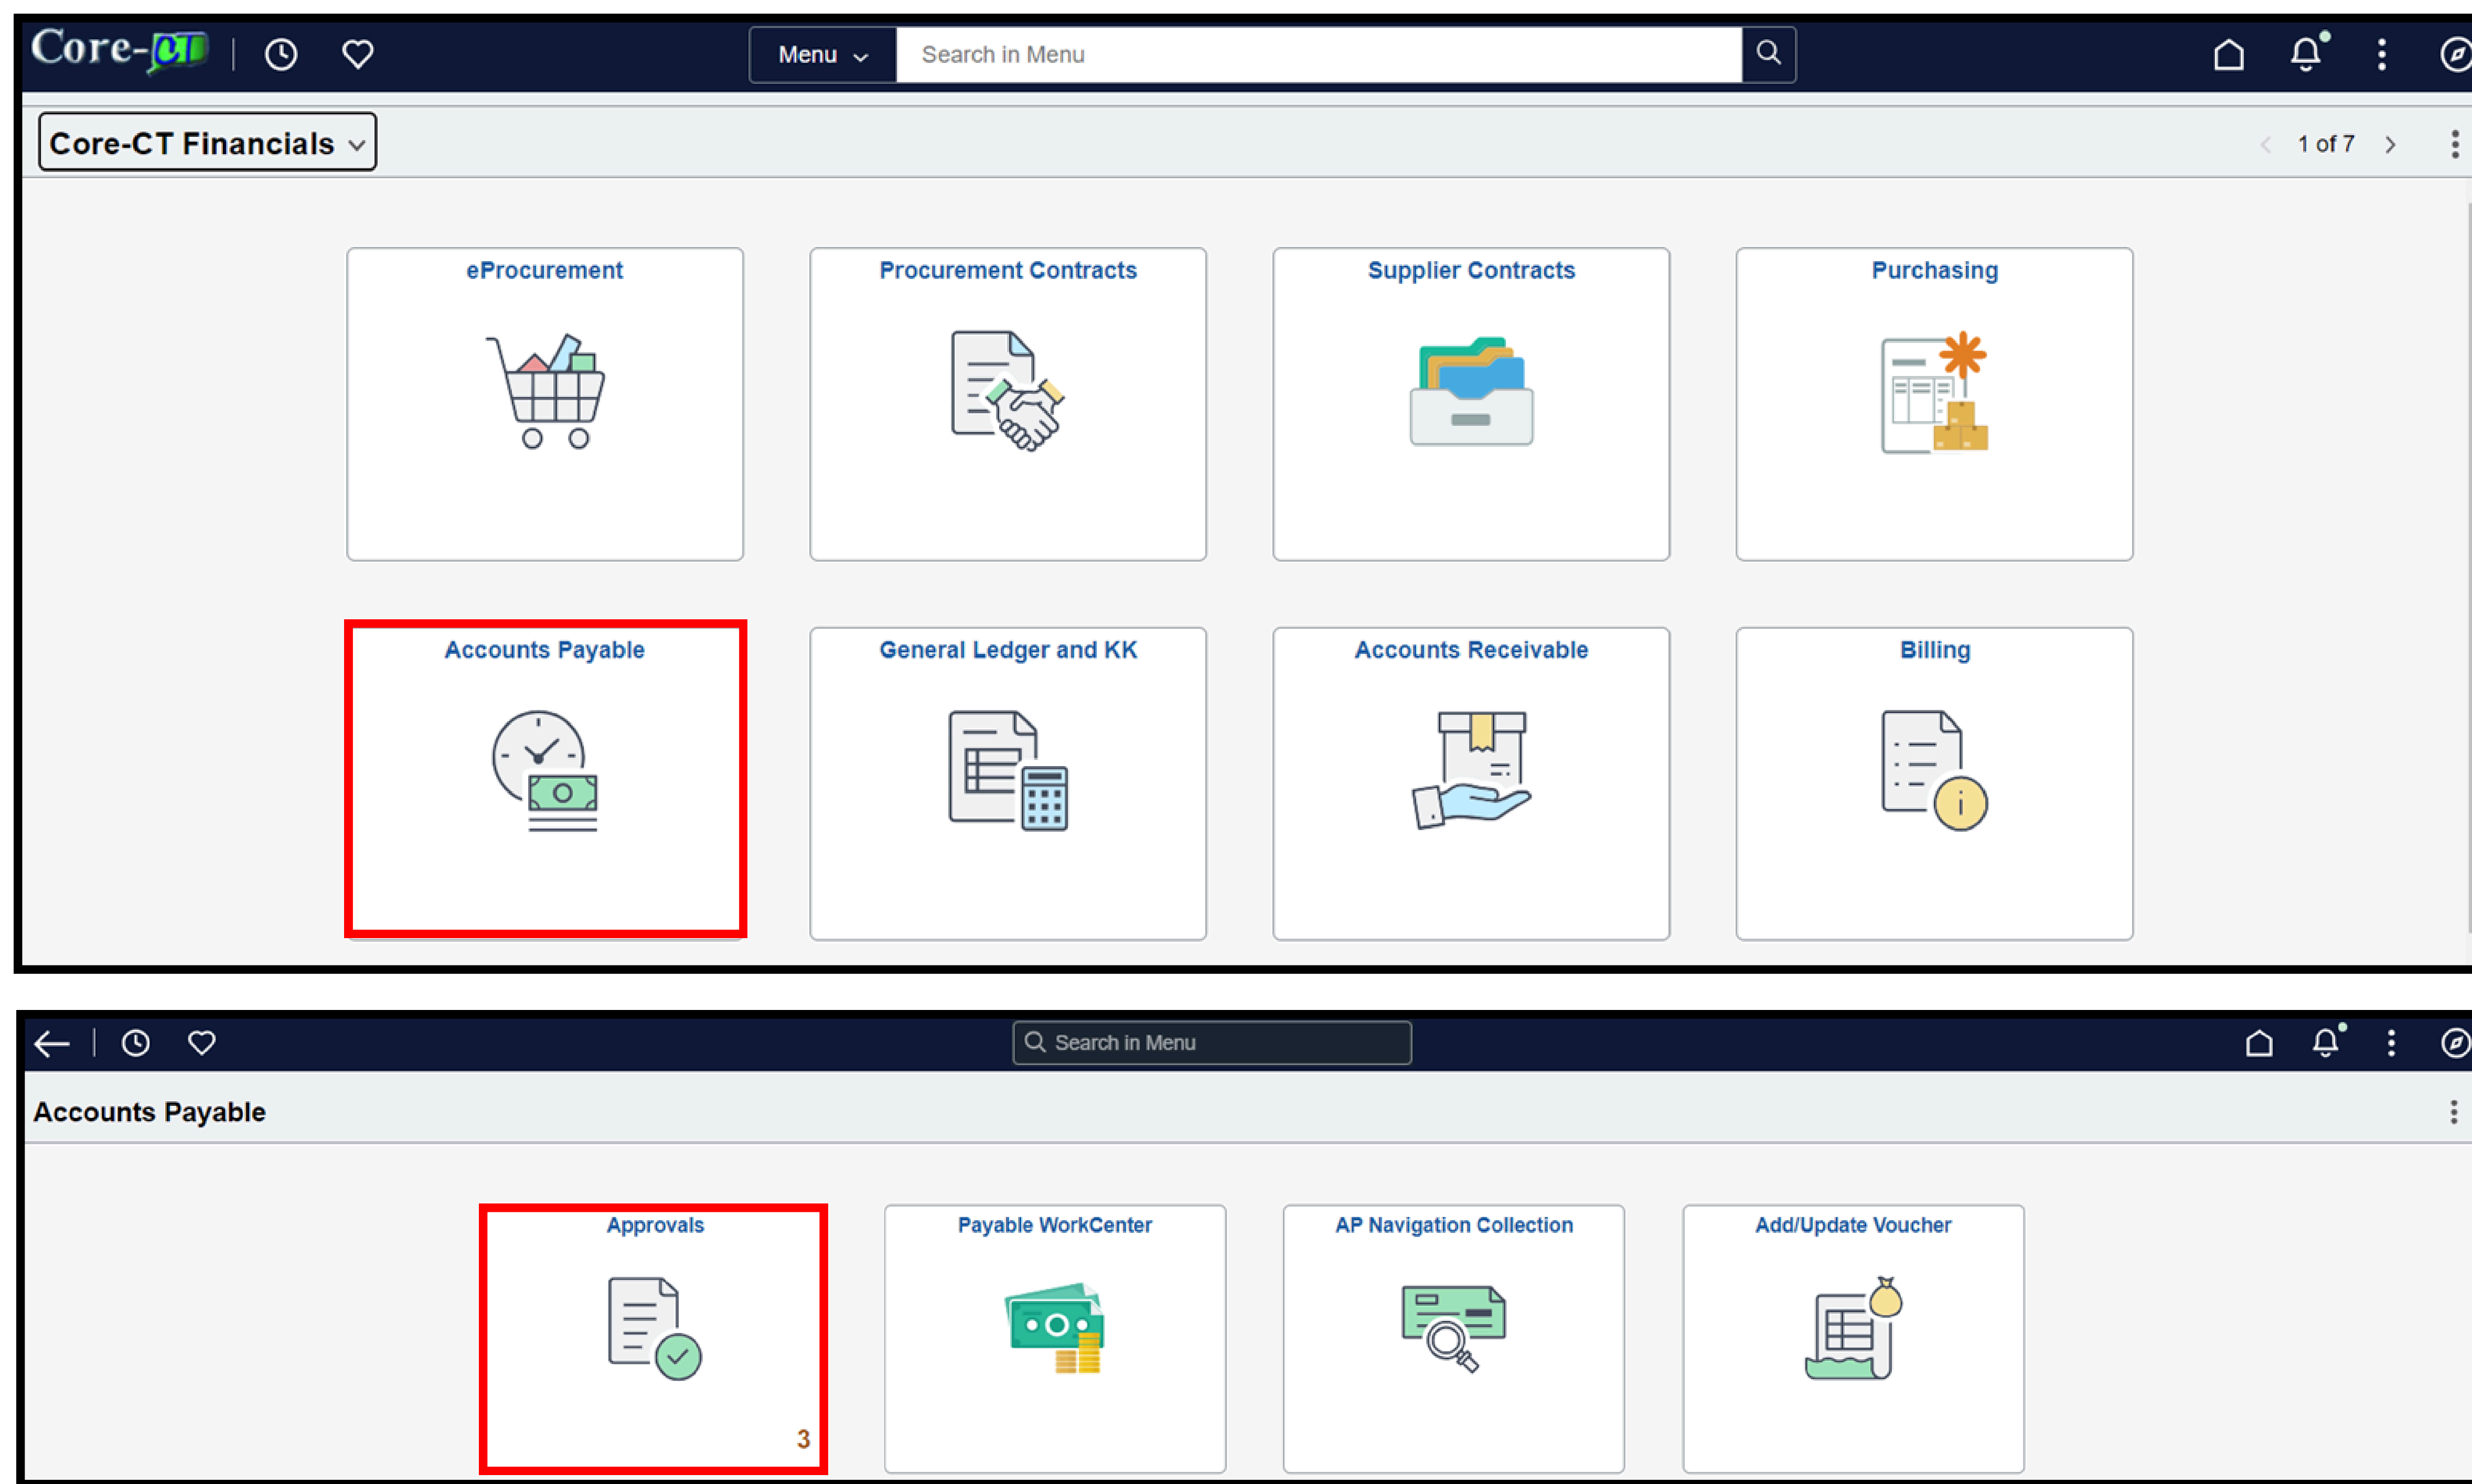 Core-CT
Menu
Search in Menu
Core-CT Financials
1 of 7
eProcurement
Procurement Contracts
Supplier Contracts
Purchasing
Accounts Payable
General Ledger and KK
Accounts Receivable
Billing
Search in Menu
Accounts Payable
Approvals
Payable WorkCenter
AP Navigation Collection
Add/Update Voucher
3